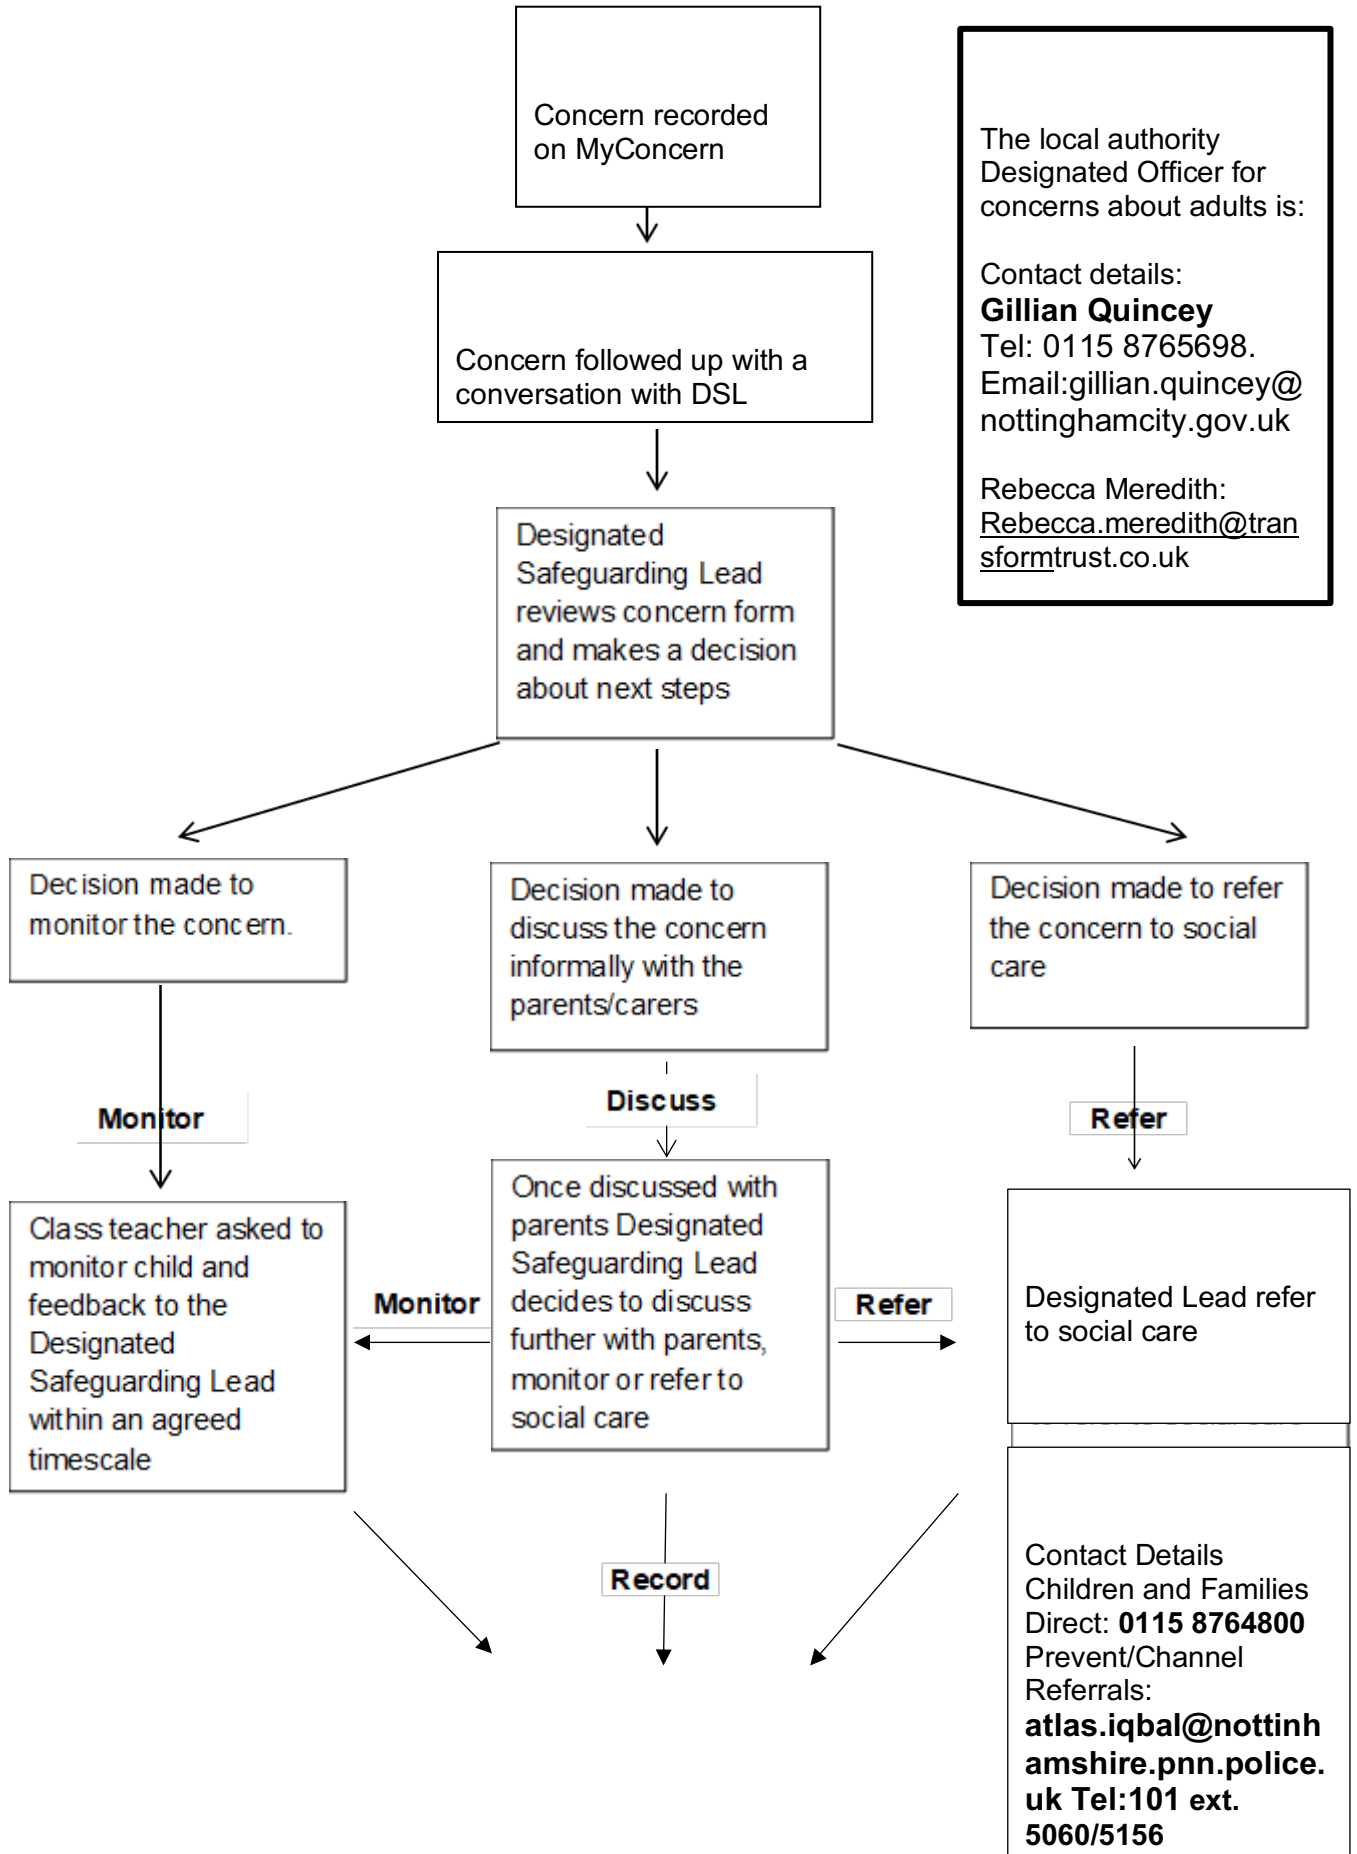 Concern recorded
on MyConcern
The local authority
Designated Officer for
concerns about adults is:
Contact details:
Gillian Quincey
Tel: 0115 8765698.
Email:gillian.quincey@
nottinghamcity.gov.uk
Rebecca Meredith:
Rebecca.meredith@tran
sformtrust.co.uk
Concern followed up with a
conversation with DSL
Designated
Safeguarding Lead
reviews concern form
and makes a decision
about next steps
Decision made to
monitor the concern.
Decision made to
discuss the concern
informally with the
parents/carers
Decision made to refer
the concern to social
care
Monitor
Discuss
Refer
Class teacher asked to
monitor child and
feedback to the
Designated
Safeguarding Lead
within an agreed
timescale
Monitor
Once discussed with
parents Designated
Safeguarding Lead
decides to discuss
further with parents,
monitor or refer to
social care
Refer
Designated Lead refer
to social care
Record
Contact Details
Children and Families
Direct: 0115 8764800
Prevent/Channel
Referrals:
atlas.iqbal@nottinh
amshire.pnn.police.
uk Tel:101 ext.
5060/5156